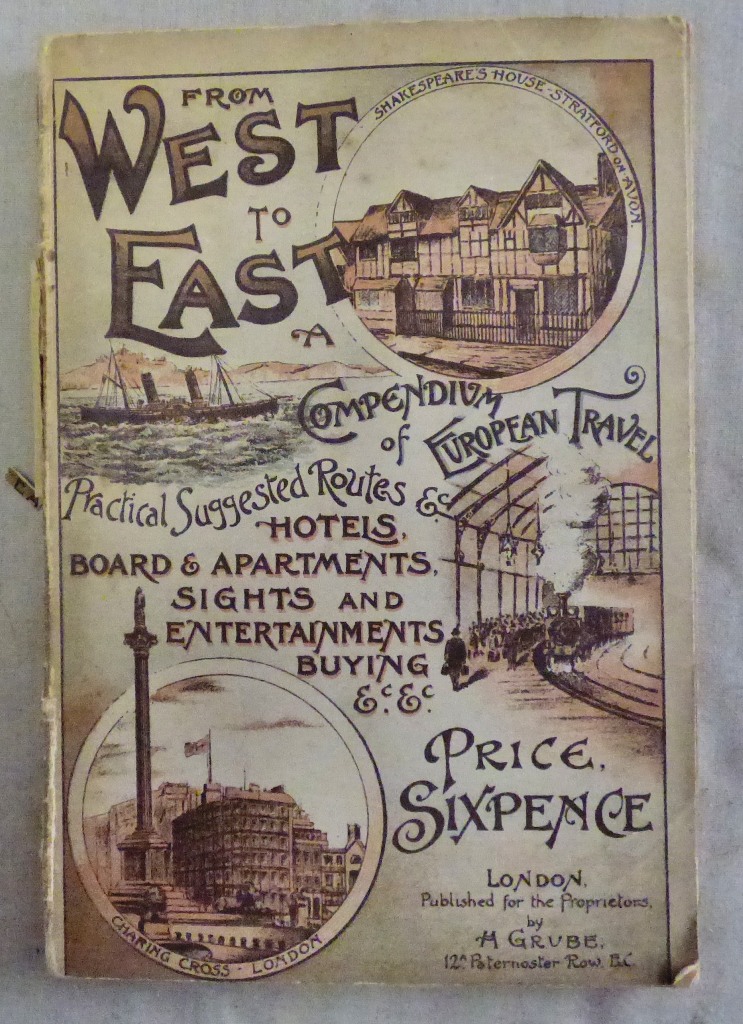 FROM
WEST
TO
EAST
A
SHAKESPEARE'S HOUSE-STRATFORD ON AVON.
COMPENDIUM
of
EUROPEAN TRAVEL
Practical Suggested Routes &c
HOTELS,
BOARD & APARTMENTS,
SIGHTS AND
ENTERTAINMENTS
BUYING
&c. &c.
PRICE.
SIXPENCE
CHARING CROSS - LONDON
LONDON.
Published for the Proprietors,
by
H GRUBE,
12A Paternoster Row. E.C.